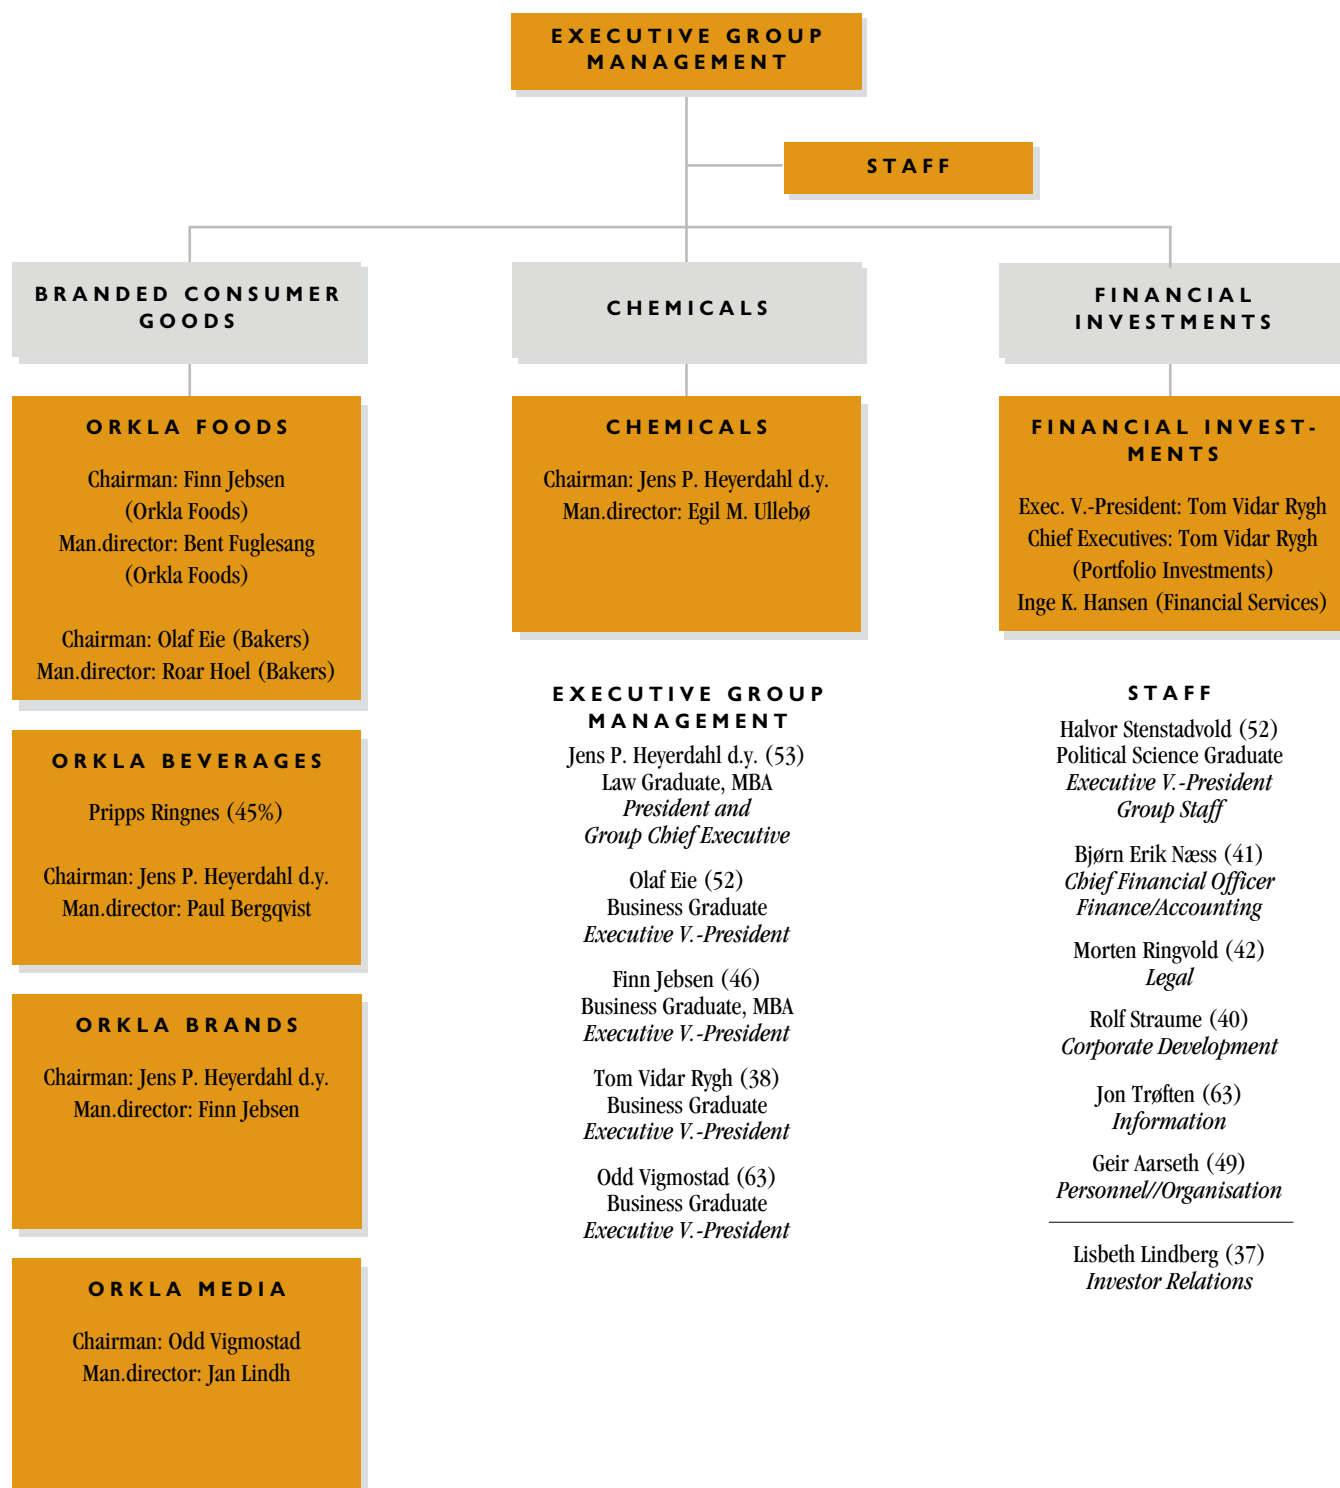 EXECUTIVE GROUP
MANAGEMENT
STAFF
BRANDED CONSUMER
GOODS
CHEMICALS
FINANCIAL
INVESTMENTS
ORKLA FOODS
Chairman: Finn Jebsen
(Orkla Foods)
Man.director: Bent Fuglesang
(Orkla Foods)
Chairman: Olaf Eie (Bakers)
Man.director: Roar Hoel (Bakers)
ORKLA BEVERAGES
Pripps Ringnes (45%)
Chairman: Jens P. Heyerdahl d.y.
Man.director: Paul Bergqvist
ORKLA BRANDS
Chairman: Jens P. Heyerdahl d.y.
Man.director: Finn Jebsen
ORKLA MEDIA
Chairman: Odd Vigmostad
Man.director: Jan Lindh
CHEMICALS
Chairman: Jens P. Heyerdahl d.y.
Man.director: Egil M. Ullebø
EXECUTIVE GROUP
MANAGEMENT
Jens P. Heyerdahl d.y. (53)
Law Graduate, MBA
President and
Group Chief Executive
Olaf Eie (52)
Business Graduate
Executive V.-President
Finn Jebsen (46)
Business Graduate, MBA
Executive V.-President
Tom Vidar Rygh (38)
Business Graduate
Executive V.-President
Odd Vigmostad (63)
Business Graduate
Executive V.-President
FINANCIAL INVEST-
MENTS
Exec. V.-President: Tom Vidar Rygh
Chief Executives: Tom Vidar Rygh
(Portfolio Investments)
Inge K. Hansen (Financial Services)
STAFF
Halvor Stenstadvold (52)
Political Science Graduate
Executive V.-President
Group Staff
Bjørn Erik Næss (41)
Chief Financial Officer
Finance/Accounting
Morten Ringvold (42)
Legal
Rolf Straume (40)
Corporate Development
Jon Trøften (63)
Information
Geir Aarseth (49)
Personnel//Organisation
Lisbeth Lindberg (37)
Investor Relations